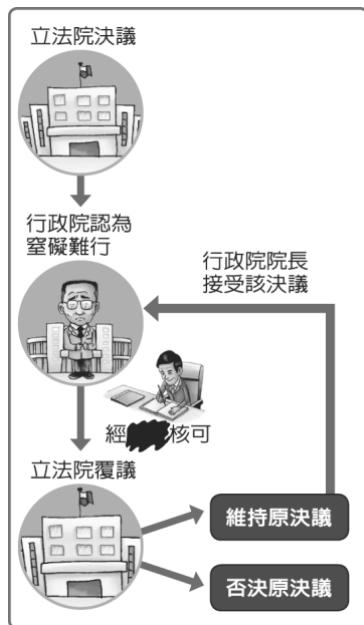 立法院決議
行政院認為
窒礙難行
行政院院長
接受該決議
經 核可
立法院覆議
維持原決議
否決原決議